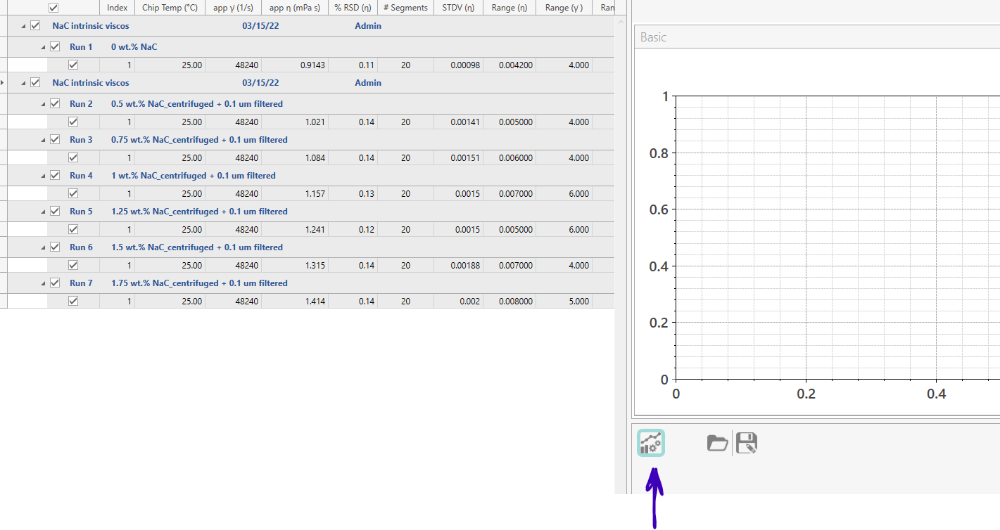 Index Chip Temp (°C) app γ̇ (1/s) app η (mPa s) % RSD (η) # Segments STDV (η) Range (η) Range (γ̇ ) Ran
NaC intrinsic viscos 03/15/22 Admin
Run 1 0 wt.% NaC
1 25.00 48240 0.9143 0.11 20 0.00098 0.004200 4.000
NaC intrinsic viscos 03/15/22 Admin
Run 2 0.5 wt.% NaC_centrifuged + 0.1 um filtered
1 25.00 48240 1.021 0.14 20 0.00141 0.005000 4.000
Run 3 0.75 wt.% NaC_centrifuged + 0.1 um filtered
1 25.00 48240 1.084 0.14 20 0.00151 0.006000 4.000
Run 4 1 wt.% NaC_centrifuged + 0.1 um filtered
1 25.00 48240 1.157 0.13 20 0.0015 0.007000 6.000
Run 5 1.25 wt.% NaC_centrifuged + 0.1 um filtered
1 25.00 48240 1.241 0.12 20 0.0015 0.005000 6.000
Run 6 1.5 wt.% NaC_centrifuged + 0.1 um filtered
1 25.00 48240 1.315 0.14 20 0.00188 0.007000 4.000
Run 7 1.75 wt.% NaC_centrifuged + 0.1 um filtered
1 25.00 48240 1.414 0.14 20 0.002 0.008000 5.000
Basic
1
0.8
0.6
0.4
0.2
0
0 0.2 0.4